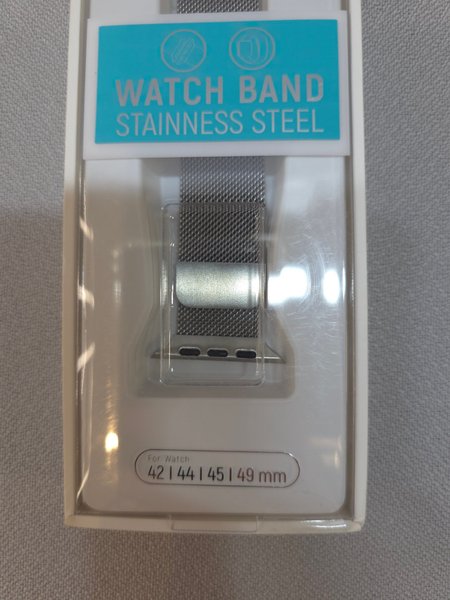 WATCH BAND
STAINNESS STEEL
For Watch
42 | 44 | 45 | 49 mm